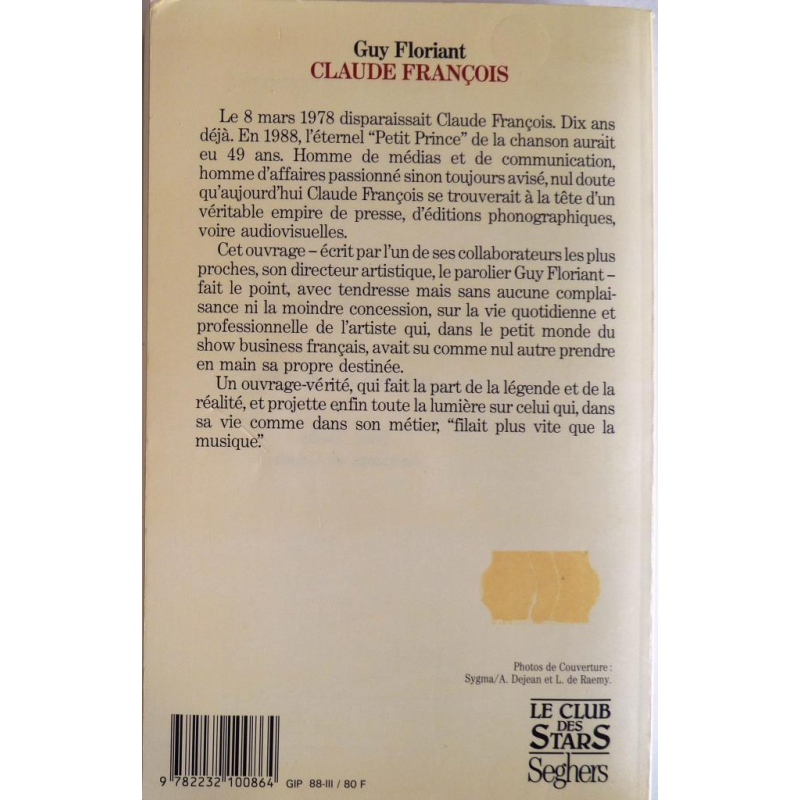 Guy Floriant
CLAUDE FRANÇOIS
Le 8 mars 1978 disparaissait Claude François. Dix ans
déjà. En 1988, l'éternel “Petit Prince” de la chanson aurait
eu 49 ans. Homme de médias et de communication,
homme d'affaires passionné sinon toujours avisé, nul doute
qu'aujourd'hui Claude François se trouverait à la tête d'un
véritable empire de presse, d'éditions phonographiques,
voire audiovisuelles.
Cet ouvrage – écrit par l'un de ses collaborateurs les plus
proches, son directeur artistique, le parolier Guy Floriant –
fait le point, avec tendresse mais sans aucune complai-
sance ni la moindre concession, sur la vie quotidienne et
professionnelle de l'artiste qui, dans le petit monde du
show business français, avait su comme nul autre prendre
en main sa propre destinée.
Un ouvrage-vérité, qui fait la part de la légende et de la
réalité, et projette enfin toute la lumière sur celui qui, dans
sa vie comme dans son métier, “filait plus vite que la
musique”.
Photos de Couverture :
Sygma/A. Dejean et L. de Raemy.
LE CLUB
DES
STARS
Seghers
9 782232 100864 GIP 88-III / 80 F